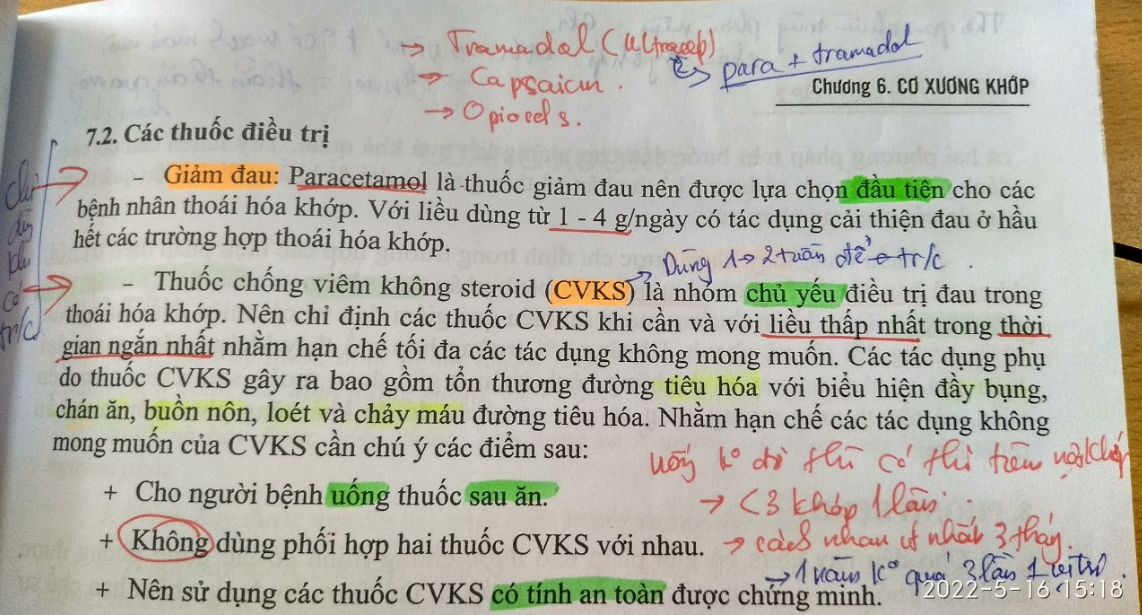 → Tramadol (Ultracep)
↳ para + tramadol
→ Capsaicin.
→ Opiocels.
Chương 6. CƠ XƯƠNG KHỚP
7.2. Các thuốc điều trị
chỉ
khi
có
tr/c
- Giảm đau: Paracetamol là thuốc giảm đau nên được lựa chọn đầu tiên cho các
bệnh nhân thoái hóa khớp. Với liều dùng từ 1 - 4 g/ngày có tác dụng cải thiện đau ở hầu
hết các trường hợp thoái hóa khớp.
→ Dùng 1 → 2 tuần để tr/c.
- Thuốc chống viêm không steroid (CVKS) là nhóm chủ yếu điều trị đau trong
thoái hóa khớp. Nên chỉ định các thuốc CVKS khi cần và với liều thấp nhất trong thời
gian ngắn nhất nhằm hạn chế tối đa các tác dụng không mong muốn. Các tác dụng phụ
do thuốc CVKS gây ra bao gồm tổn thương đường tiêu hóa với biểu hiện đầy bụng,
chán ăn, buồn nôn, loét và chảy máu đường tiêu hóa. Nhằm hạn chế các tác dụng không
mong muốn của CVKS cần chú ý các điểm sau:
uống k° đỡ thì có thì tiêm nội khớp
+ Cho người bệnh uống thuốc sau ăn.
→ <3 khớp 1 lần.
+ Không dùng phối hợp hai thuốc CVKS với nhau.
→ cách nhau ít nhất 3 tháng.
→ 1 năm k° quá 3 lần 1 vị trí.
+ Nên sử dụng các thuốc CVKS có tính an toàn được chứng minh.
2022-5-16 15:18